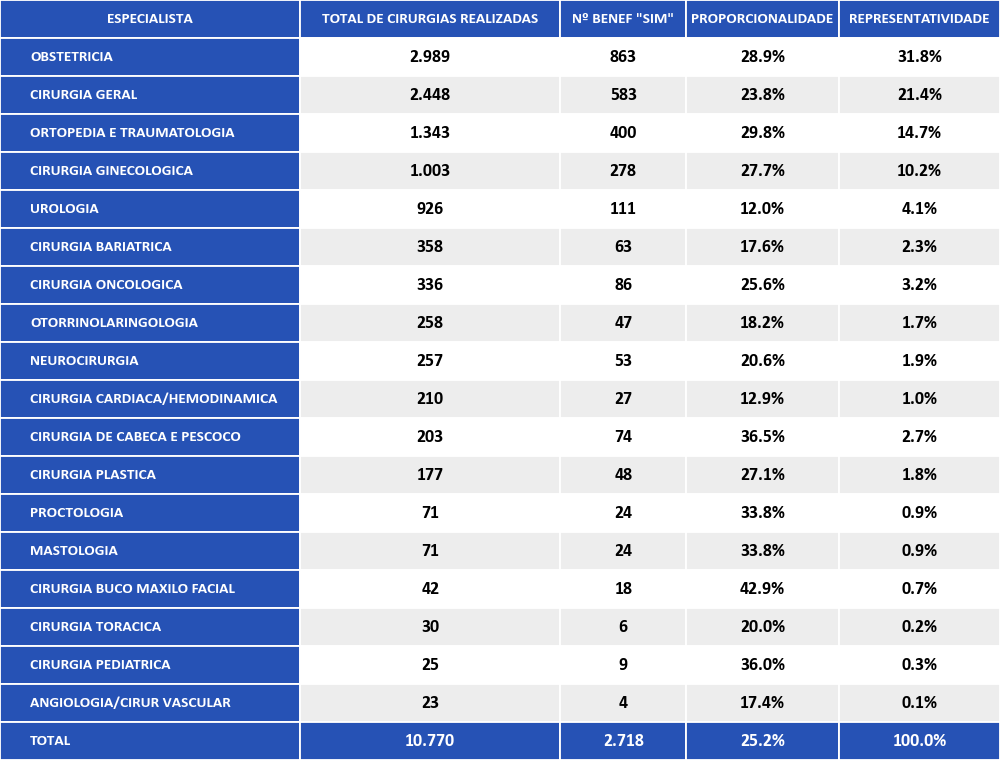 ESPECIALISTA TOTAL DE CIRURGIAS REALIZADAS Nº BENEF "SIM" PROPORCIONALIDADE REPRESENTATIVIDADE
OBSTETRICIA 2.989 863 28.9% 31.8%
CIRURGIA GERAL 2.448 583 23.8% 21.4%
ORTOPEDIA E TRAUMATOLOGIA 1.343 400 29.8% 14.7%
CIRURGIA GINECOLOGICA 1.003 278 27.7% 10.2%
UROLOGIA 926 111 12.0% 4.1%
CIRURGIA BARIATRICA 358 63 17.6% 2.3%
CIRURGIA ONCOLOGICA 336 86 25.6% 3.2%
OTORRINOLARINGOLOGIA 258 47 18.2% 1.7%
NEUROCIRURGIA 257 53 20.6% 1.9%
CIRURGIA CARDIACA/HEMODINAMICA 210 27 12.9% 1.0%
CIRURGIA DE CABECA E PESCOCO 203 74 36.5% 2.7%
CIRURGIA PLASTICA 177 48 27.1% 1.8%
PROCTOLOGIA 71 24 33.8% 0.9%
MASTOLOGIA 71 24 33.8% 0.9%
CIRURGIA BUCO MAXILO FACIAL 42 18 42.9% 0.7%
CIRURGIA TORACICA 30 6 20.0% 0.2%
CIRURGIA PEDIATRICA 25 9 36.0% 0.3%
ANGIOLOGIA/CIRUR VASCULAR 23 4 17.4% 0.1%
TOTAL 10.770 2.718 25.2% 100.0%